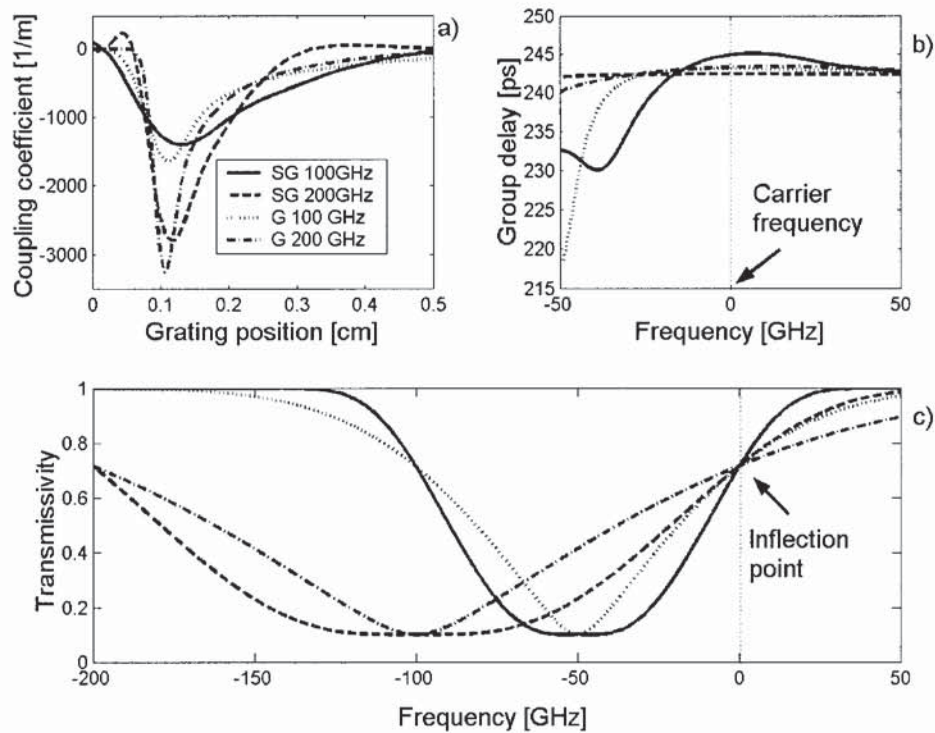 a)
Coupling coefficient [1/m]
0
-1000
-2000
-3000
SG 100GHz
SG 200GHz
G 100 GHz
G 200 GHz
0 0.1 0.2 0.3 0.4 0.5
Grating position [cm]
b)
Group delay [ps]
250
245
240
235
230
225
220
215
Carrier
frequency
-50 0 50
Frequency [GHz]
c)
Transmissivity
1
0.8
0.6
0.4
0.2
0
Inflection
point
-200 -150 -100 -50 0 50
Frequency [GHz]